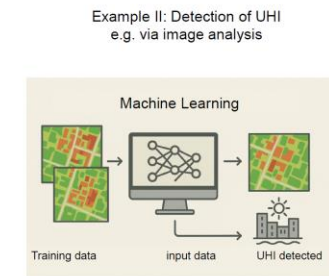 Example II: Detection of UHI
e.g. via image analysis
Machine Learning
Training data
input data
UHI detected